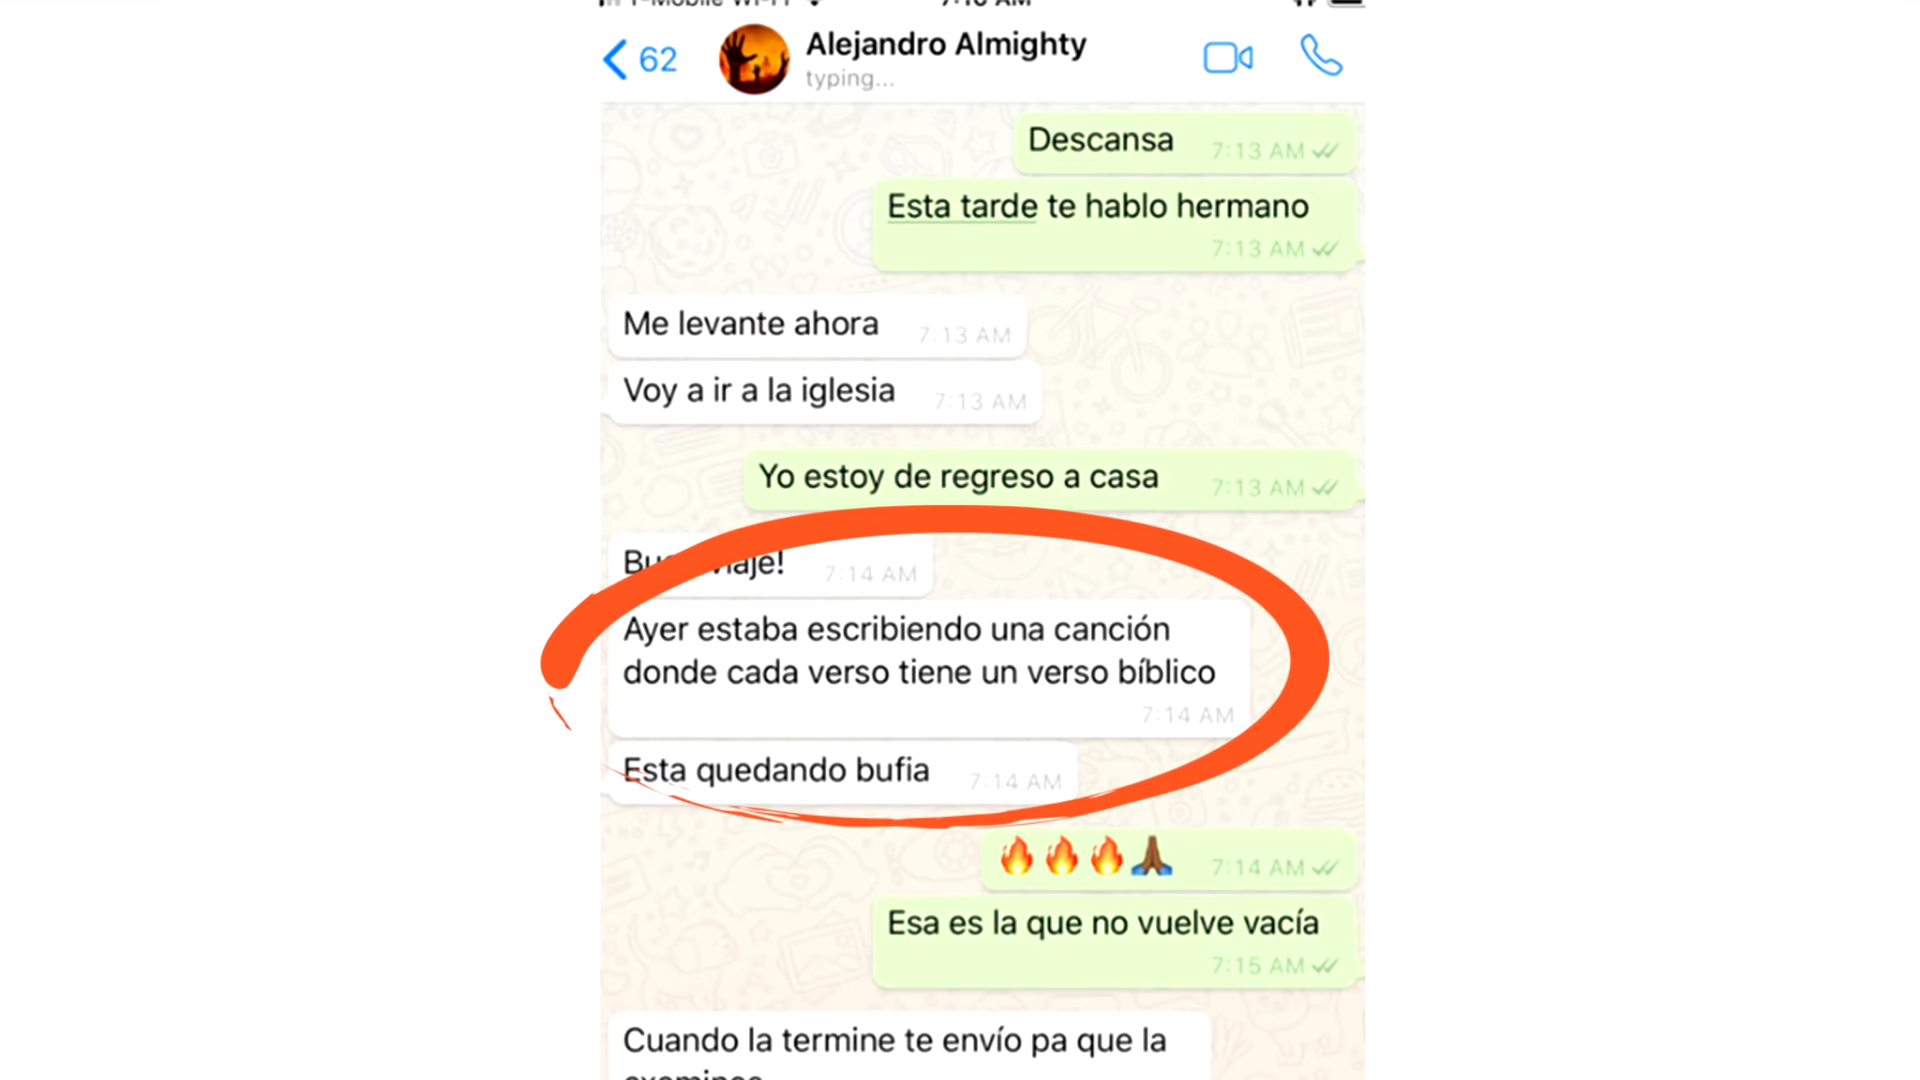 62
Alejandro Almighty
typing...
Descansa 7:13 AM
Esta tarde te hablo hermano
7:13 AM
Me levante ahora 7:13 AM
Voy a ir a la iglesia 7:13 AM
Yo estoy de regreso a casa 7:13 AM
7:14 AM
Ayer estaba escribiendo una canción
donde cada verso tiene un verso bíblico
7:14 AM
Esta quedando bufia 7:14 AM
🔥🔥🔥🙏🏾 7:14 AM
Esa es la que no vuelve vacía
7:15 AM
Cuando la termine te envío pa que la